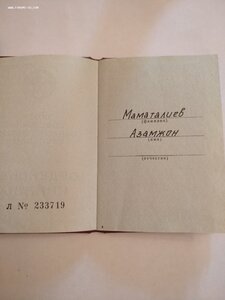 Маматалиев
(фамилия)
Азамжон
(имя)
(отчество)
Л № 233719